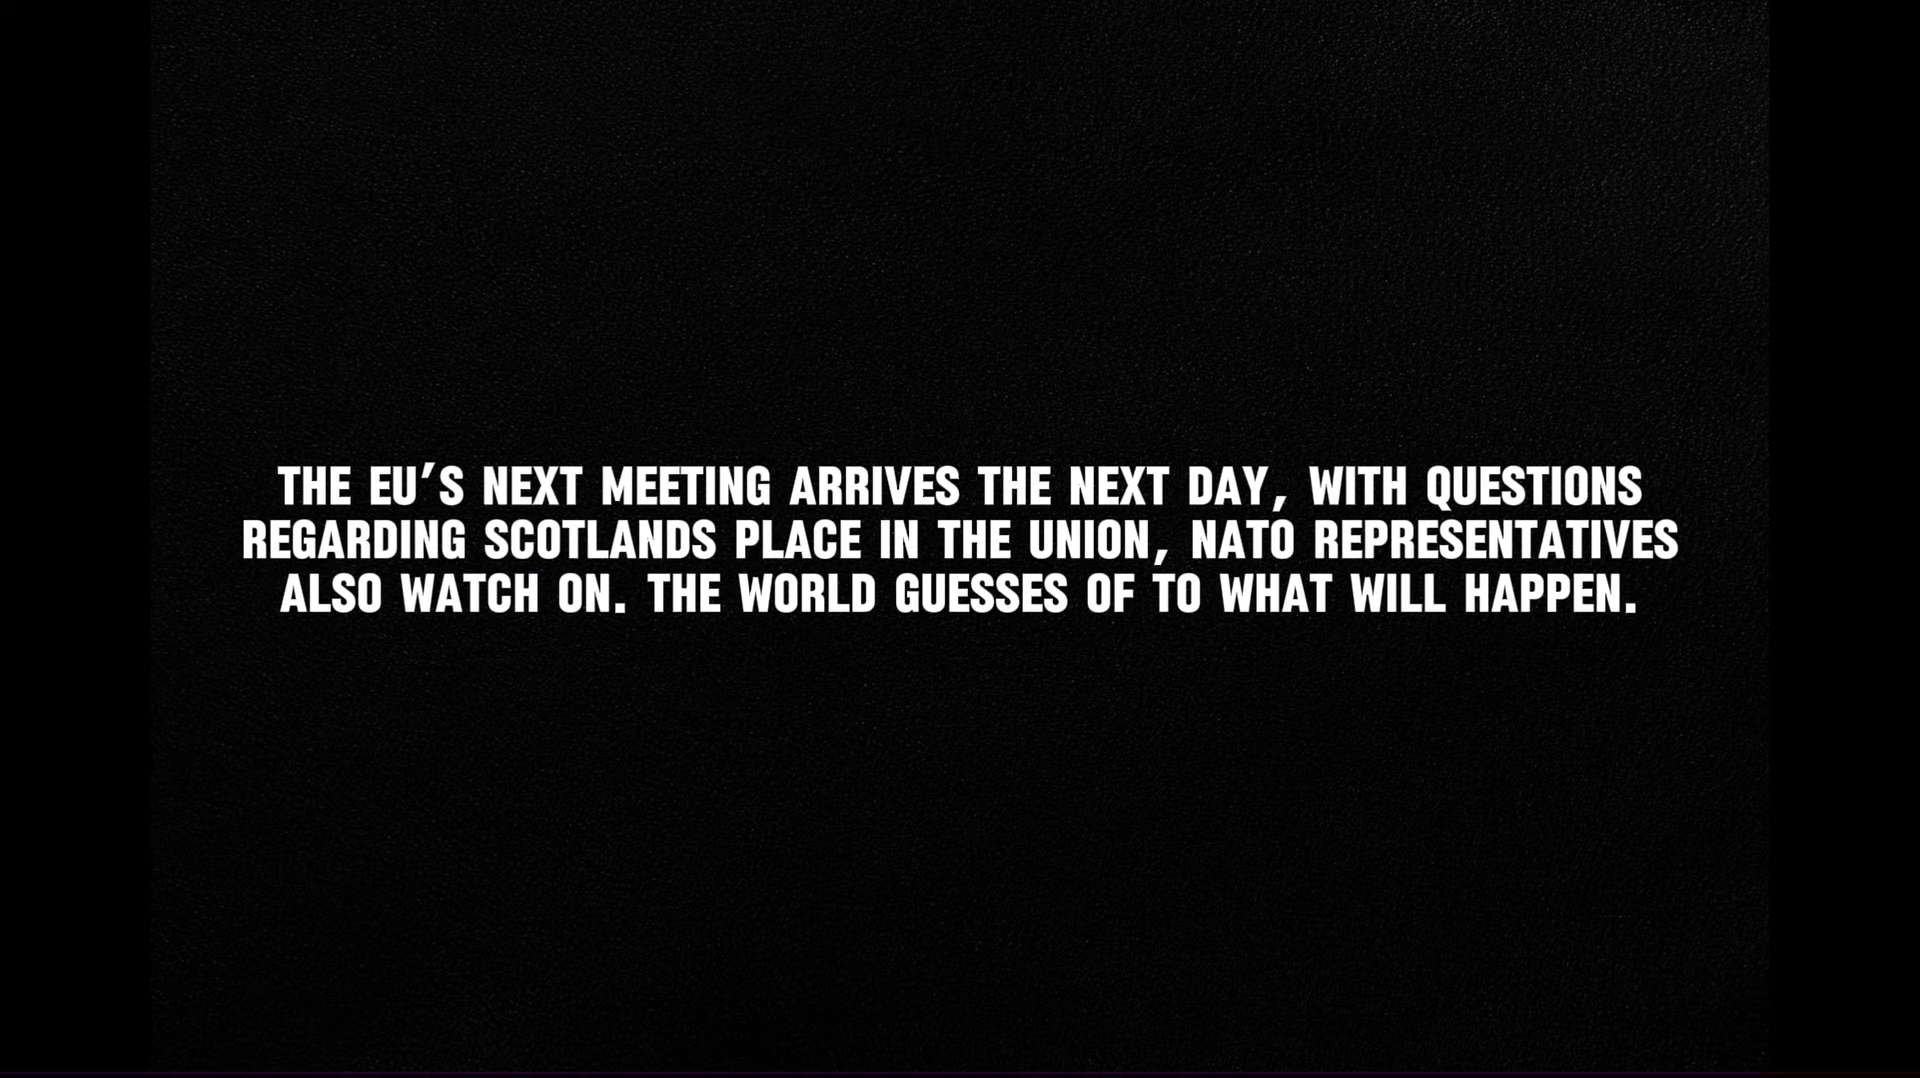 THE EU'S NEXT MEETING ARRIVES THE NEXT DAY, WITH QUESTIONS
REGARDING SCOTLANDS PLACE IN THE UNION, NATO REPRESENTATIVES
ALSO WATCH ON. THE WORLD GUESSES OF TO WHAT WILL HAPPEN.